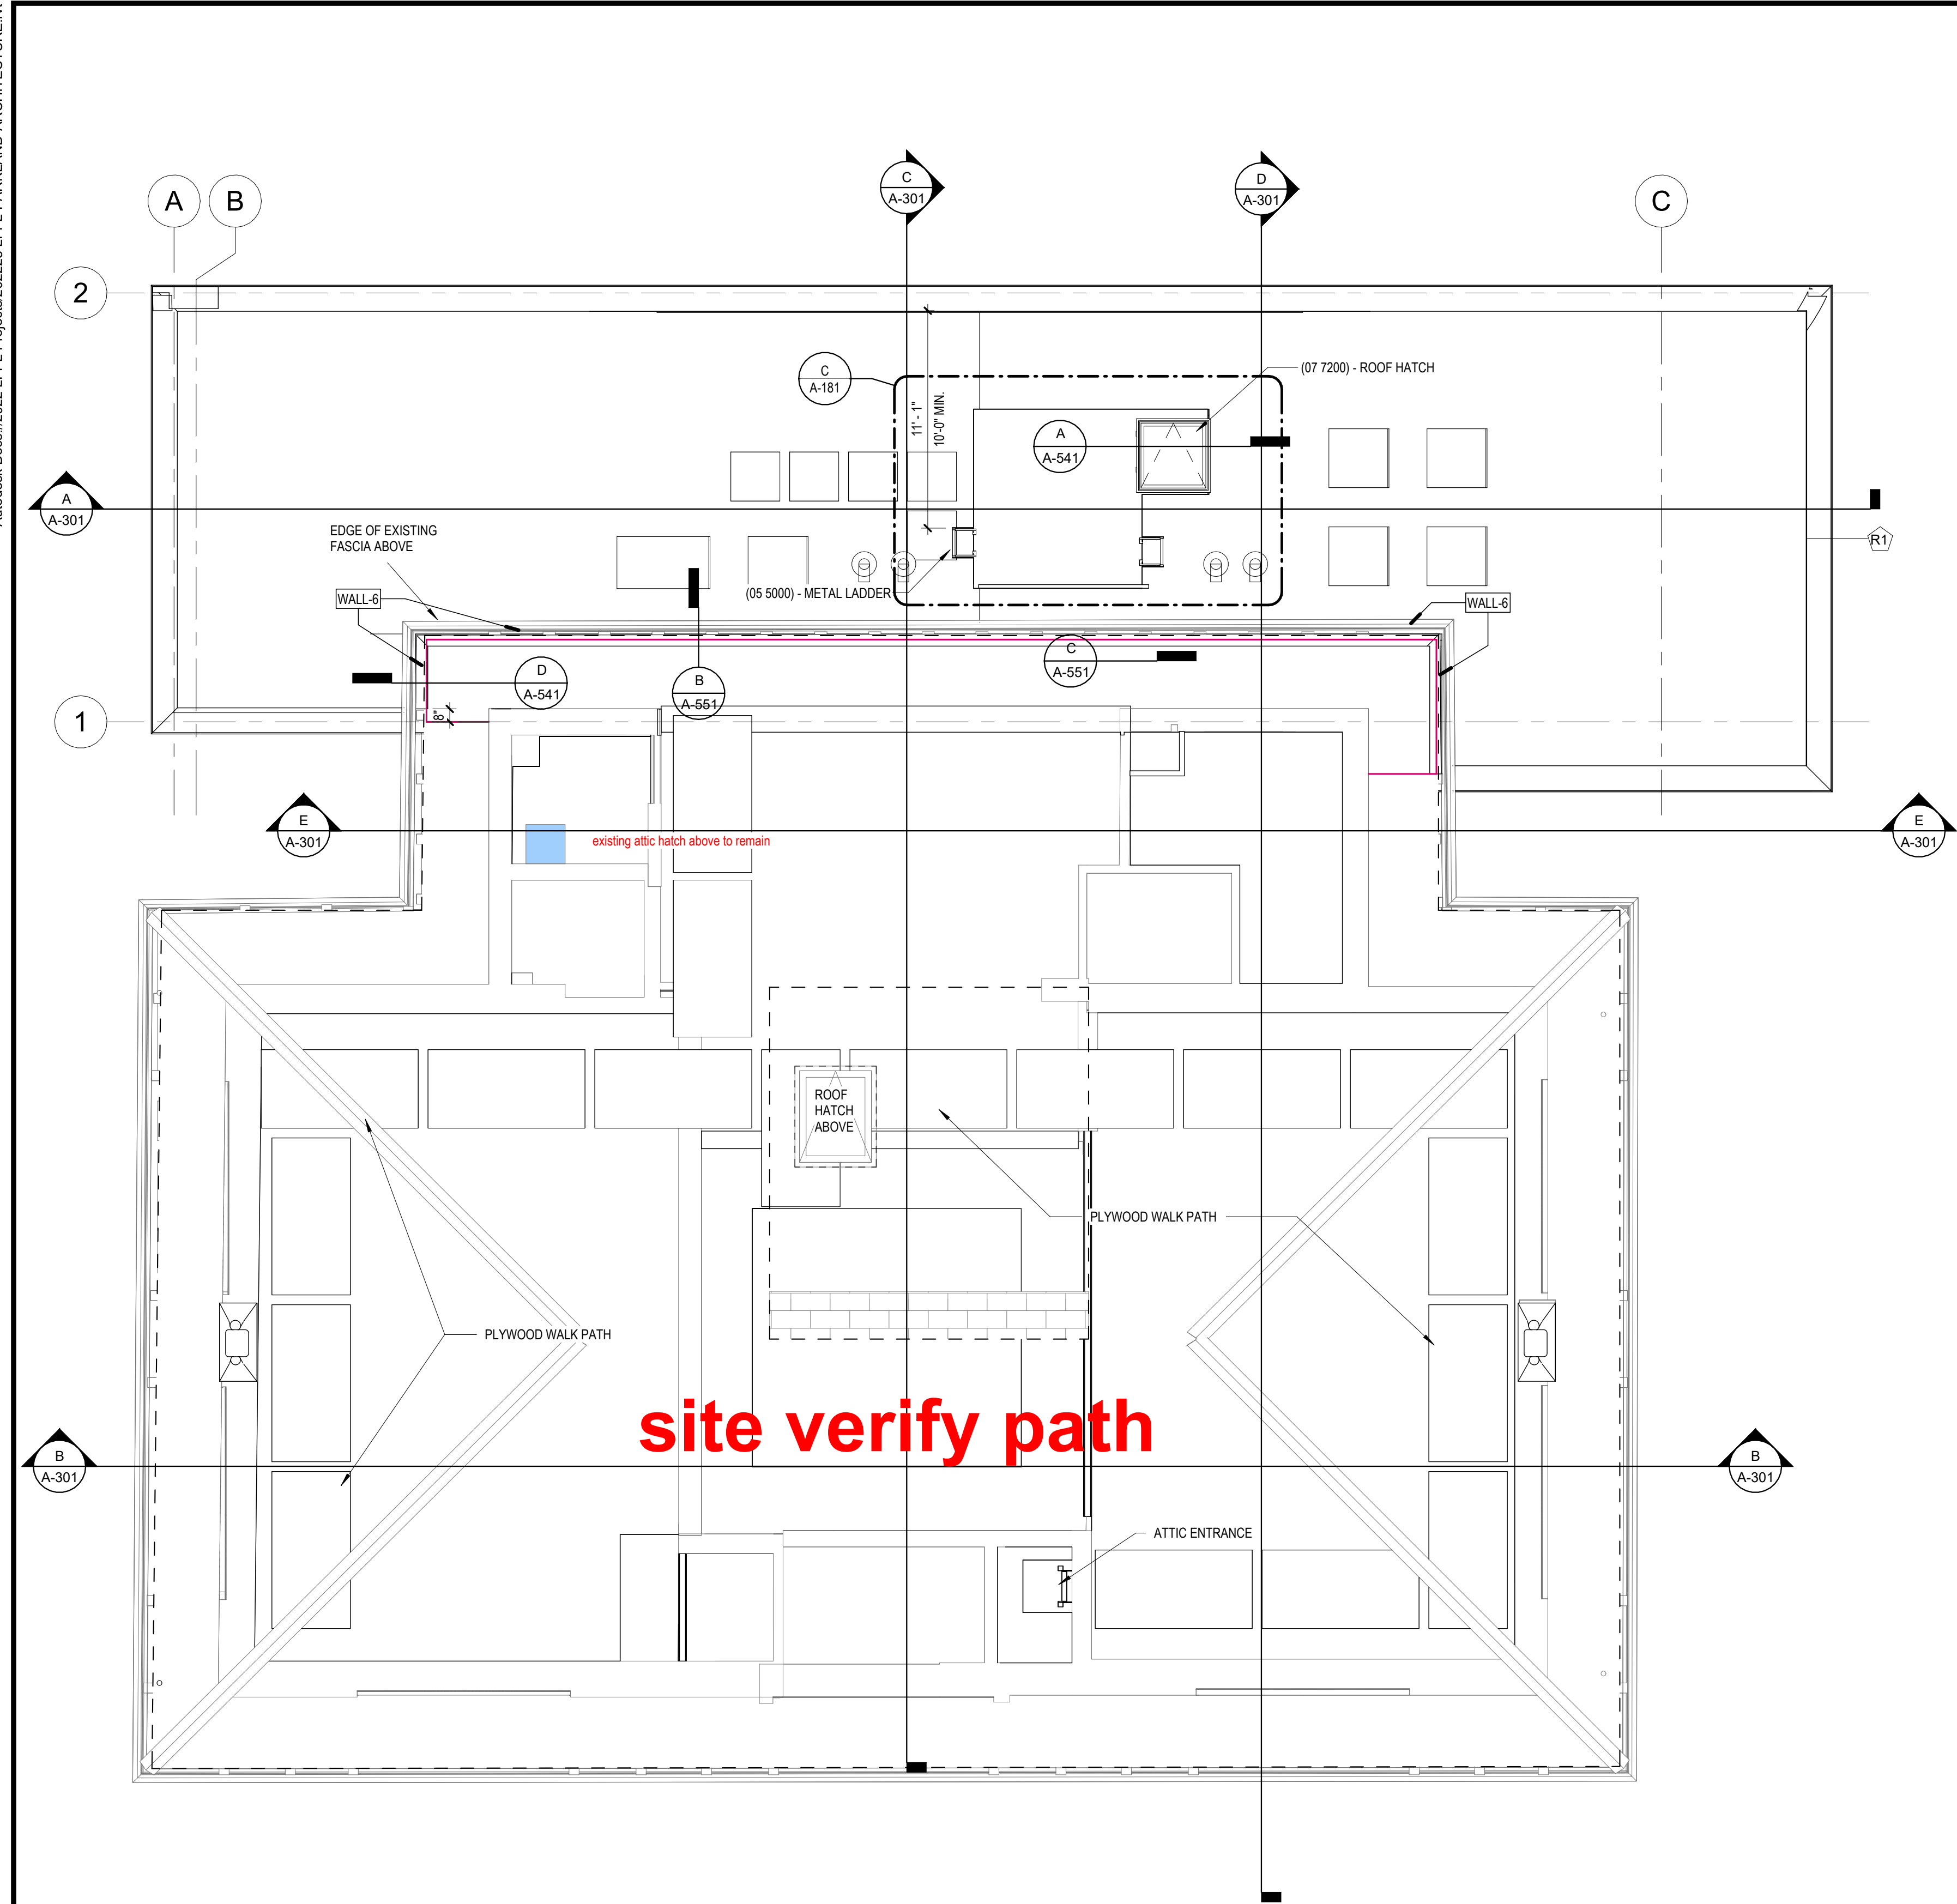 C
A-301
D
A-301
A
B
C
2
C
A-181
11' - 1"
10'-0" MIN.
(07 7200) - ROOF HATCH
A
A-541
A
A-301
EDGE OF EXISTING
FASCIA ABOVE
R1
(05 5000) - METAL LADDER
WALL-6
WALL-6
C
A-551
D
A-541
B
A-551
8"
1
E
A-301
existing attic hatch above to remain
E
A-301
ROOF
HATCH
ABOVE
PLYWOOD WALK PATH
PLYWOOD WALK PATH
site verify path
B
A-301
B
A-301
ATTIC ENTRANCE